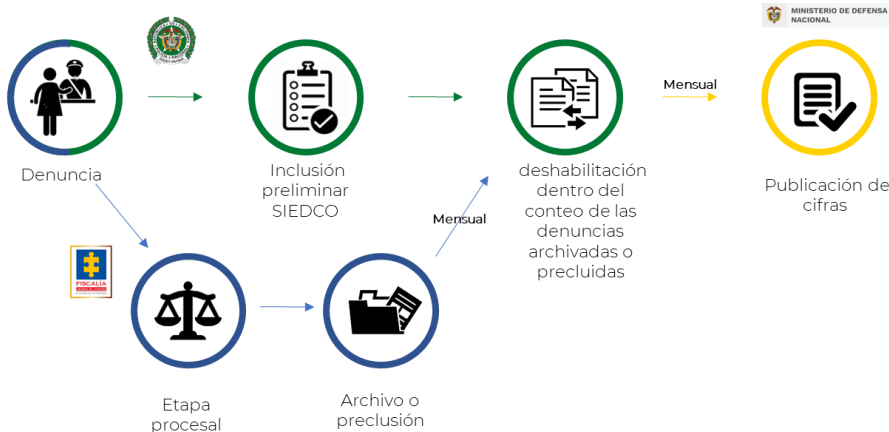 MINISTERIO DE DEFENSA
NACIONAL
Mensual
Denuncia
Inclusión
preliminar
SIEDCO
deshabilitación
dentro del
conteo de las
denuncias
archivadas o
precluidas
Publicación de
cifras
Mensual
FISCALÍA
Etapa
procesal
Archivo o
preclusión